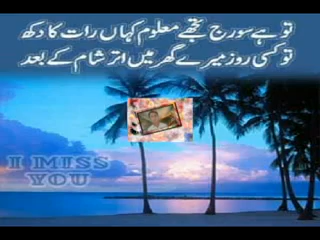 تو ہے سورج تجھے معلوم کہاں رات کا دکھ
تو کسی روز میرے گھر میں اتر شام کے بعد
I MISS
YOU